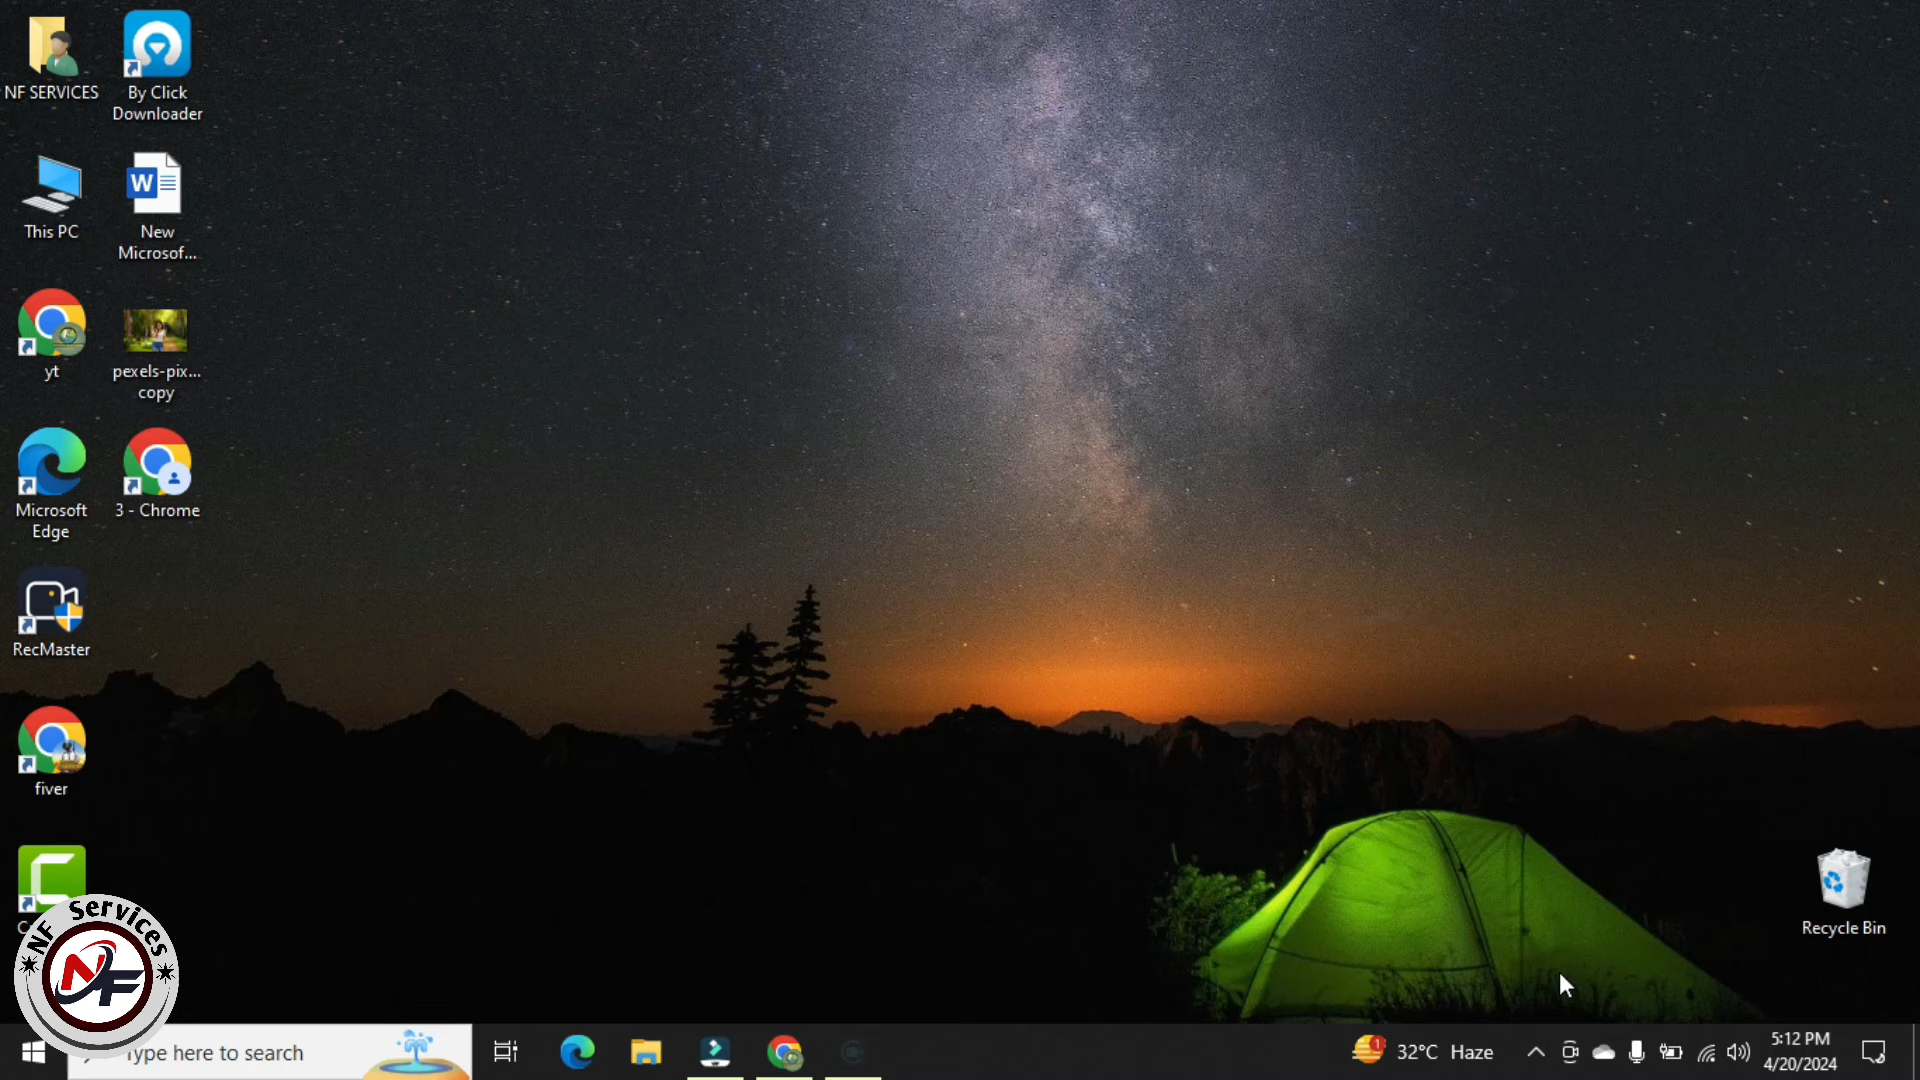 NF SERVICES
By Click
Downloader
This PC
New
Microsof...
yt
pexels-pix...
copy
Microsoft
Edge
3 - Chrome
RecMaster
fiver
NF Services
NF
Recycle Bin
Type here to search
1
32°C Haze
5:12 PM
4/20/2024